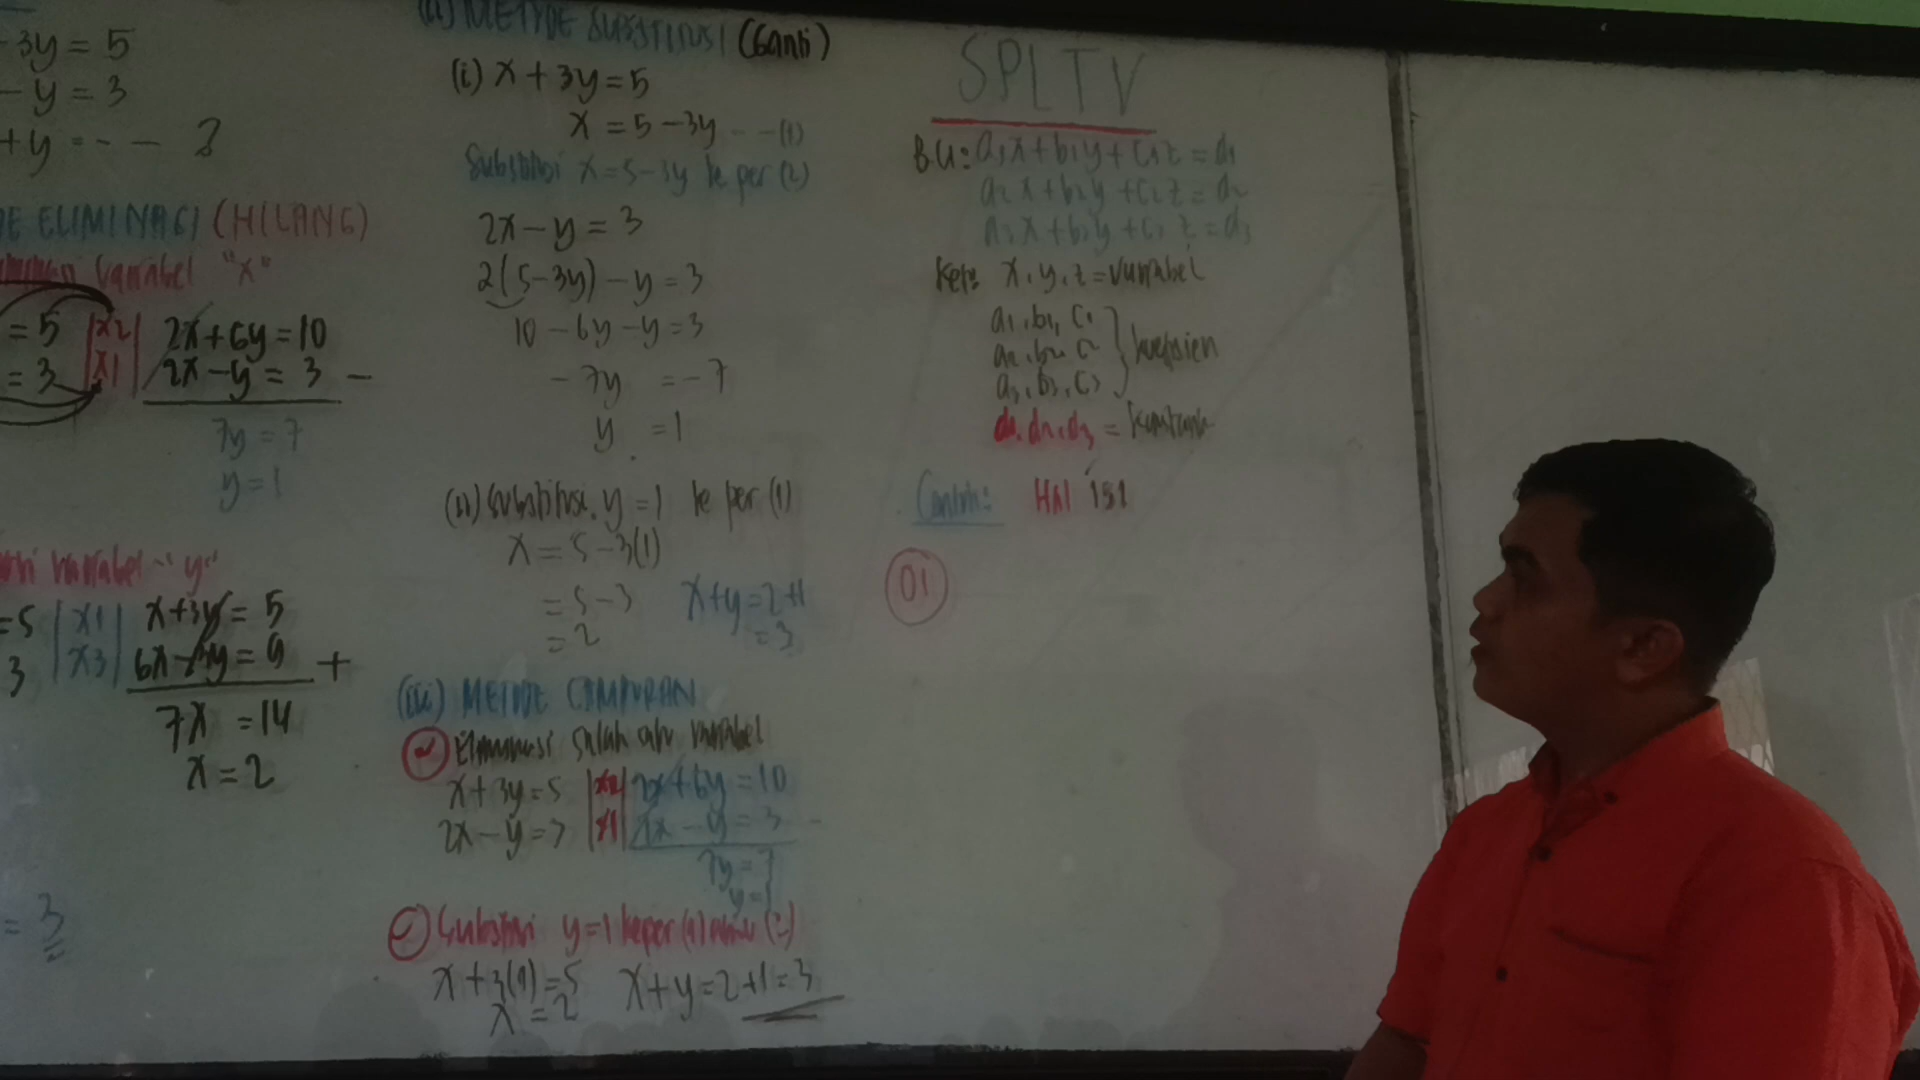 3y = 5
- y = 3
+ y = - - ?
ELIMINASI (HILANG)
variabel "x"
= 5 |x2| 2x + 6y = 10
= 3 |x1| 2x - y = 3 -
7y = 7
y = 1
variabel "y"
= 5 | x1 | x + 3y = 5
3 | x3 | 6x - 3y = 9 +
7x = 14
x = 2
= 3
(ii) METODE SUBSTITUSI (Ganti)
(i) x + 3y = 5
x = 5 - 3y - - (1)
Substitusi x = 5 - 3y ke per (2)
2x - y = 3
2(5 - 3y) - y = 3
10 - 6y - y = 3
- 7y = - 7
y = 1
(ii) Substitusi y = 1 ke per (1)
x = 5 - 3(1)
= 5 - 3
= 2
x + y = 2 + 1
= 3
(iii) METODE CAMPURAN
Eliminasi salah satu variabel
x + 3y = 5 |x2| 2x + 6y = 10
2x - y = 3 |x1| 2x - y = 3 -
7y = 7
y = 1
Substitusi y = 1 ke per (1) atau (2)
x + 3(1) = 5
x = 2
x + y = 2 + 1 = 3
SPLTV
B.U: a1x + b1y + c1z = d1
a2x + b2y + c2z = d2
a3x + b3y + c3z = d3
Ket: x, y, z = Variabel
a1, b1, c1
a2, b2, c2 } koefisien
a3, b3, c3
d1, d2, d3 = konstanta
Contoh: Hal 151
01